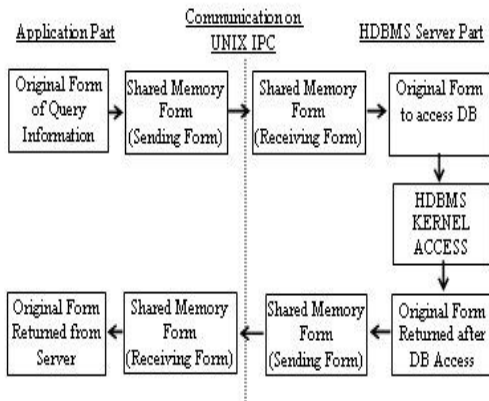 Application Part
Communication on
UNIX IPC
HDBMS Server Part
Original Form
of Query
Information
Shared Memory
Form
(Sending Form)
Shared Memory
Form
(Receiving Form)
Original Form
to access DB
HDBMS
KERNEL
ACCESS
Original Form
Returned from
Server
Shared Memory
Form
(Receiving Form)
Shared Memory
Form
(Sending Form)
Original Form
Returned after
DB Access